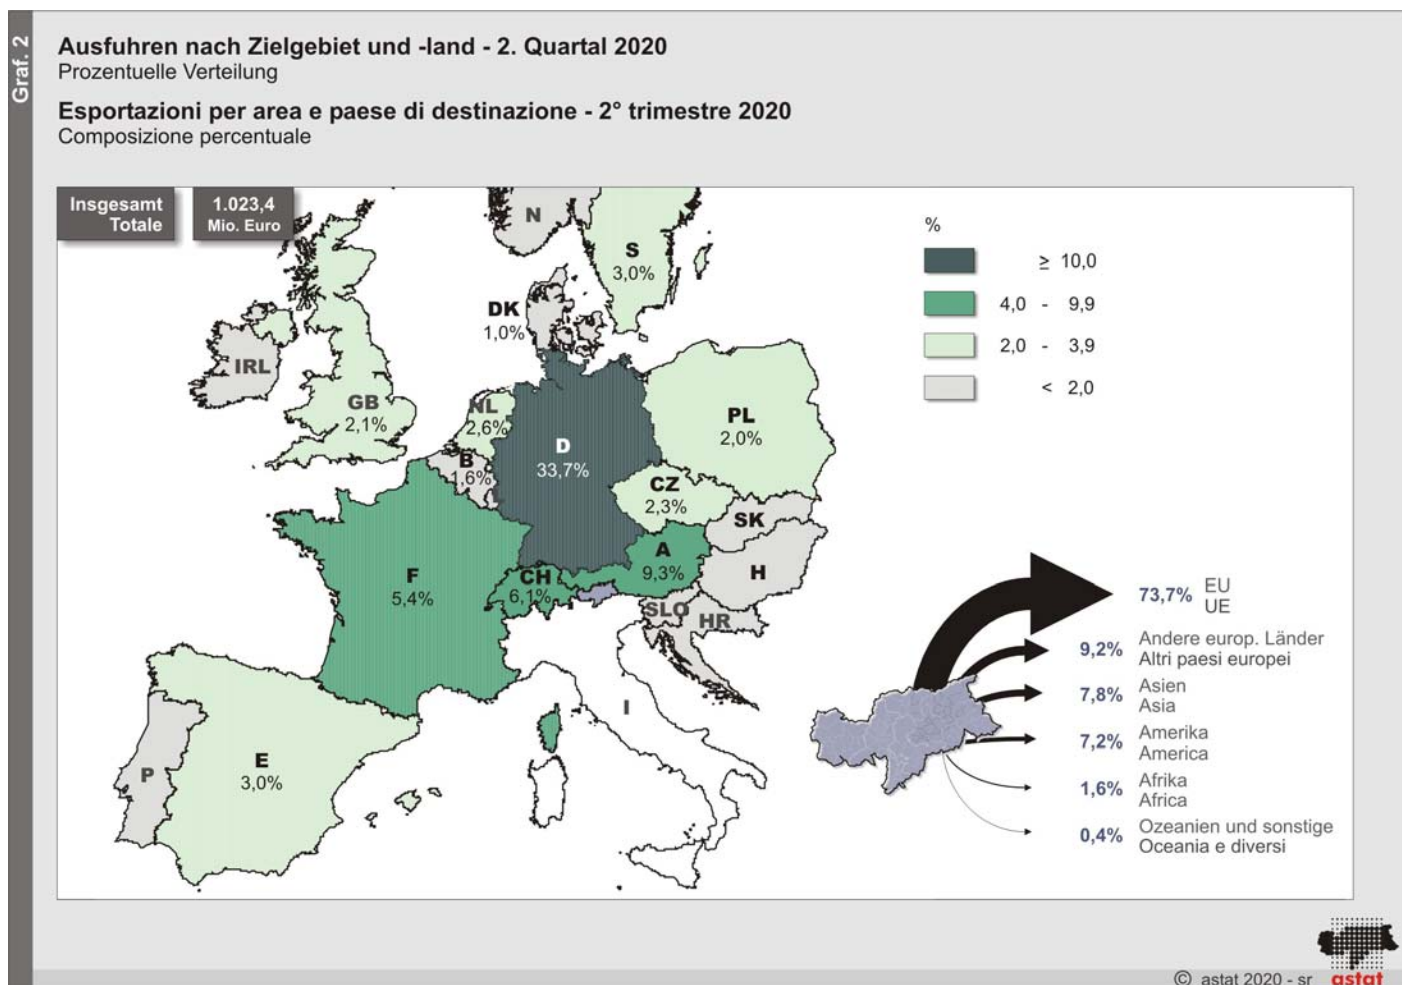 Graf. 2
Ausfuhren nach Zielgebiet und -land - 2. Quartal 2020
Prozentuelle Verteilung
Esportazioni per area e paese di destinazione - 2° trimestre 2020
Composizione percentuale
Insgesamt
Totale
1.023,4
Mio. Euro
%
≥ 10,0
4,0 - 9,9
2,0 - 3,9
< 2,0
N
S
3,0%
DK
1,0%
IRL
GB
2,1%
NL
2,6%
B
1,6%
D
33,7%
PL
2,0%
CZ
2,3%
SK
A
9,3%
H
F
5,4%
CH
6,1%
SLO
HR
I
P
E
3,0%
73,7% EU
UE
9,2% Andere europ. Länder
Altri paesi europei
7,8% Asien
Asia
7,2% Amerika
America
1,6% Afrika
Africa
0,4% Ozeanien und sonstige
Oceania e diversi
© astat 2020 - sr
astat